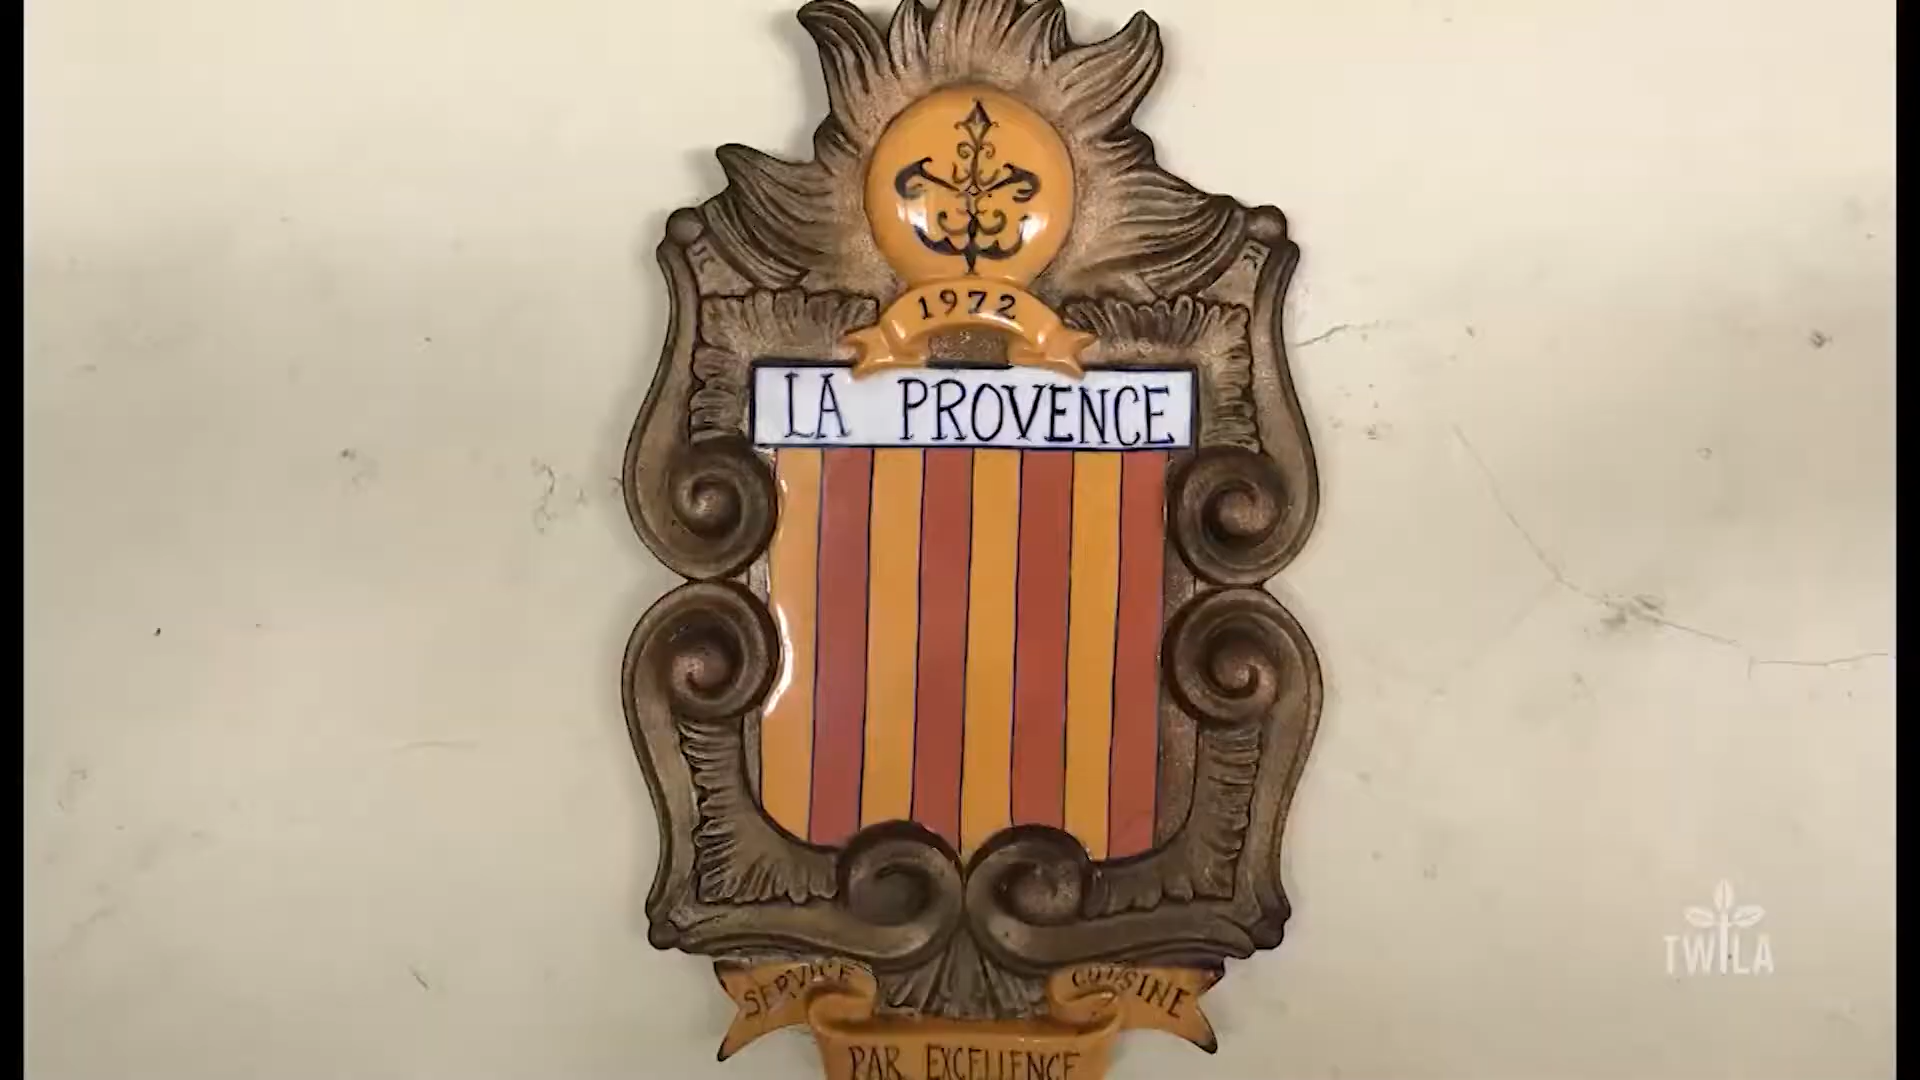 1972
LA PROVENCE
SERVICE CUISINE
PAR EXCELLENCE
TWILA